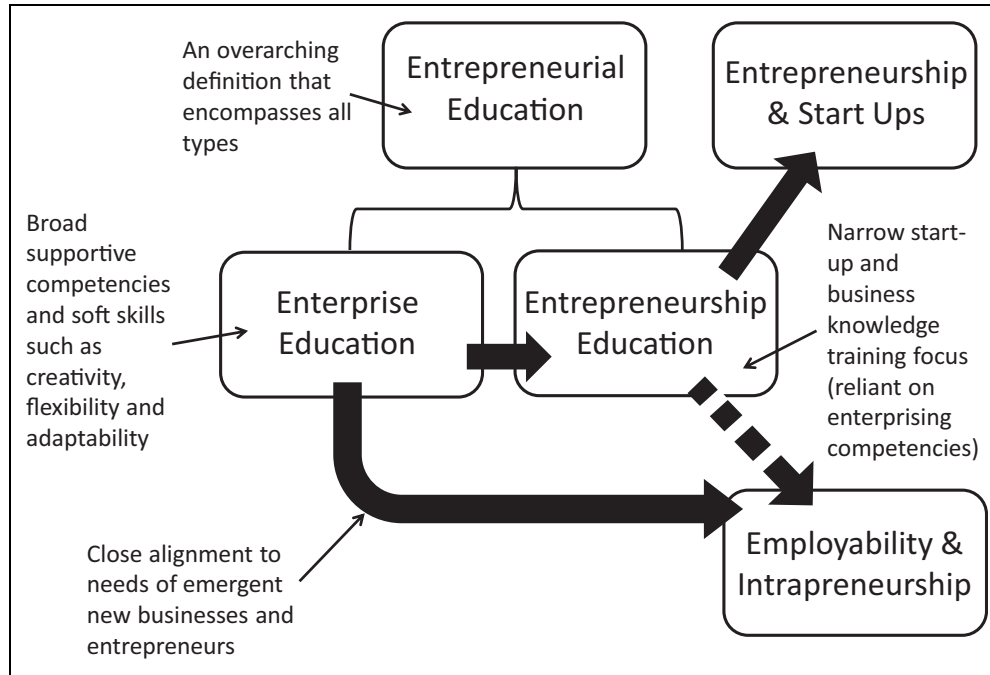 An overarching
definition that
encompasses all
types
Entrepreneurial
Education
Entrepreneurship
& Start Ups
Broad
supportive
competencies
and soft skills
such as
creativity,
flexibility and
adaptability
Enterprise
Education
Entrepreneurship
Education
Narrow start-
up and
business
knowledge
training focus
(reliant on
enterprising
competencies)
Close alignment to
needs of emergent
new businesses and
entrepreneurs
Employability &
Intrapreneurship